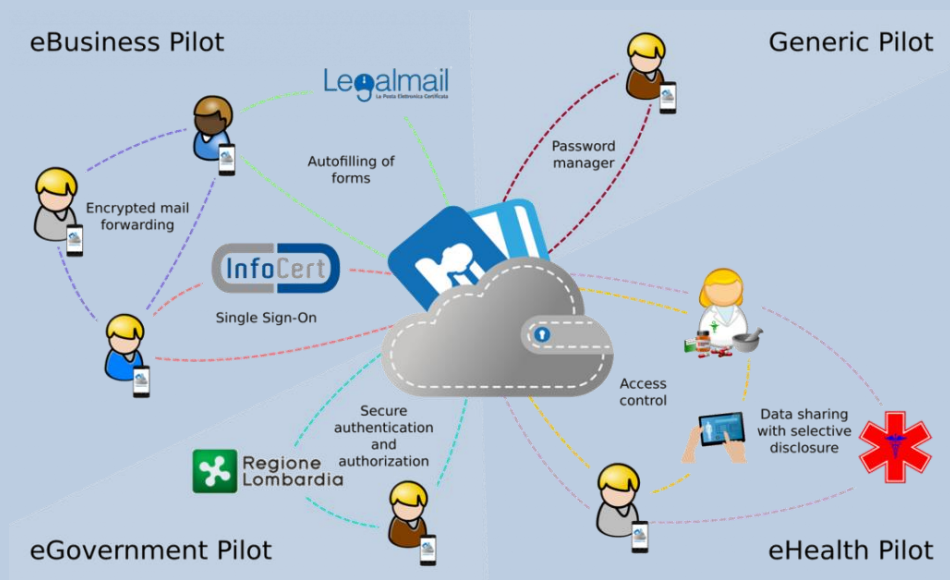 eBusiness Pilot
Generic Pilot
Legalmail
La Posta Elettronica Certificata
Autofilling of
forms
Password
manager
Encrypted mail
forwarding
InfoCert
Single Sign-On
Access
control
Secure
authentication
and
authorization
Data sharing
with selective
disclosure
Regione
Lombardia
eGovernment Pilot
eHealth Pilot